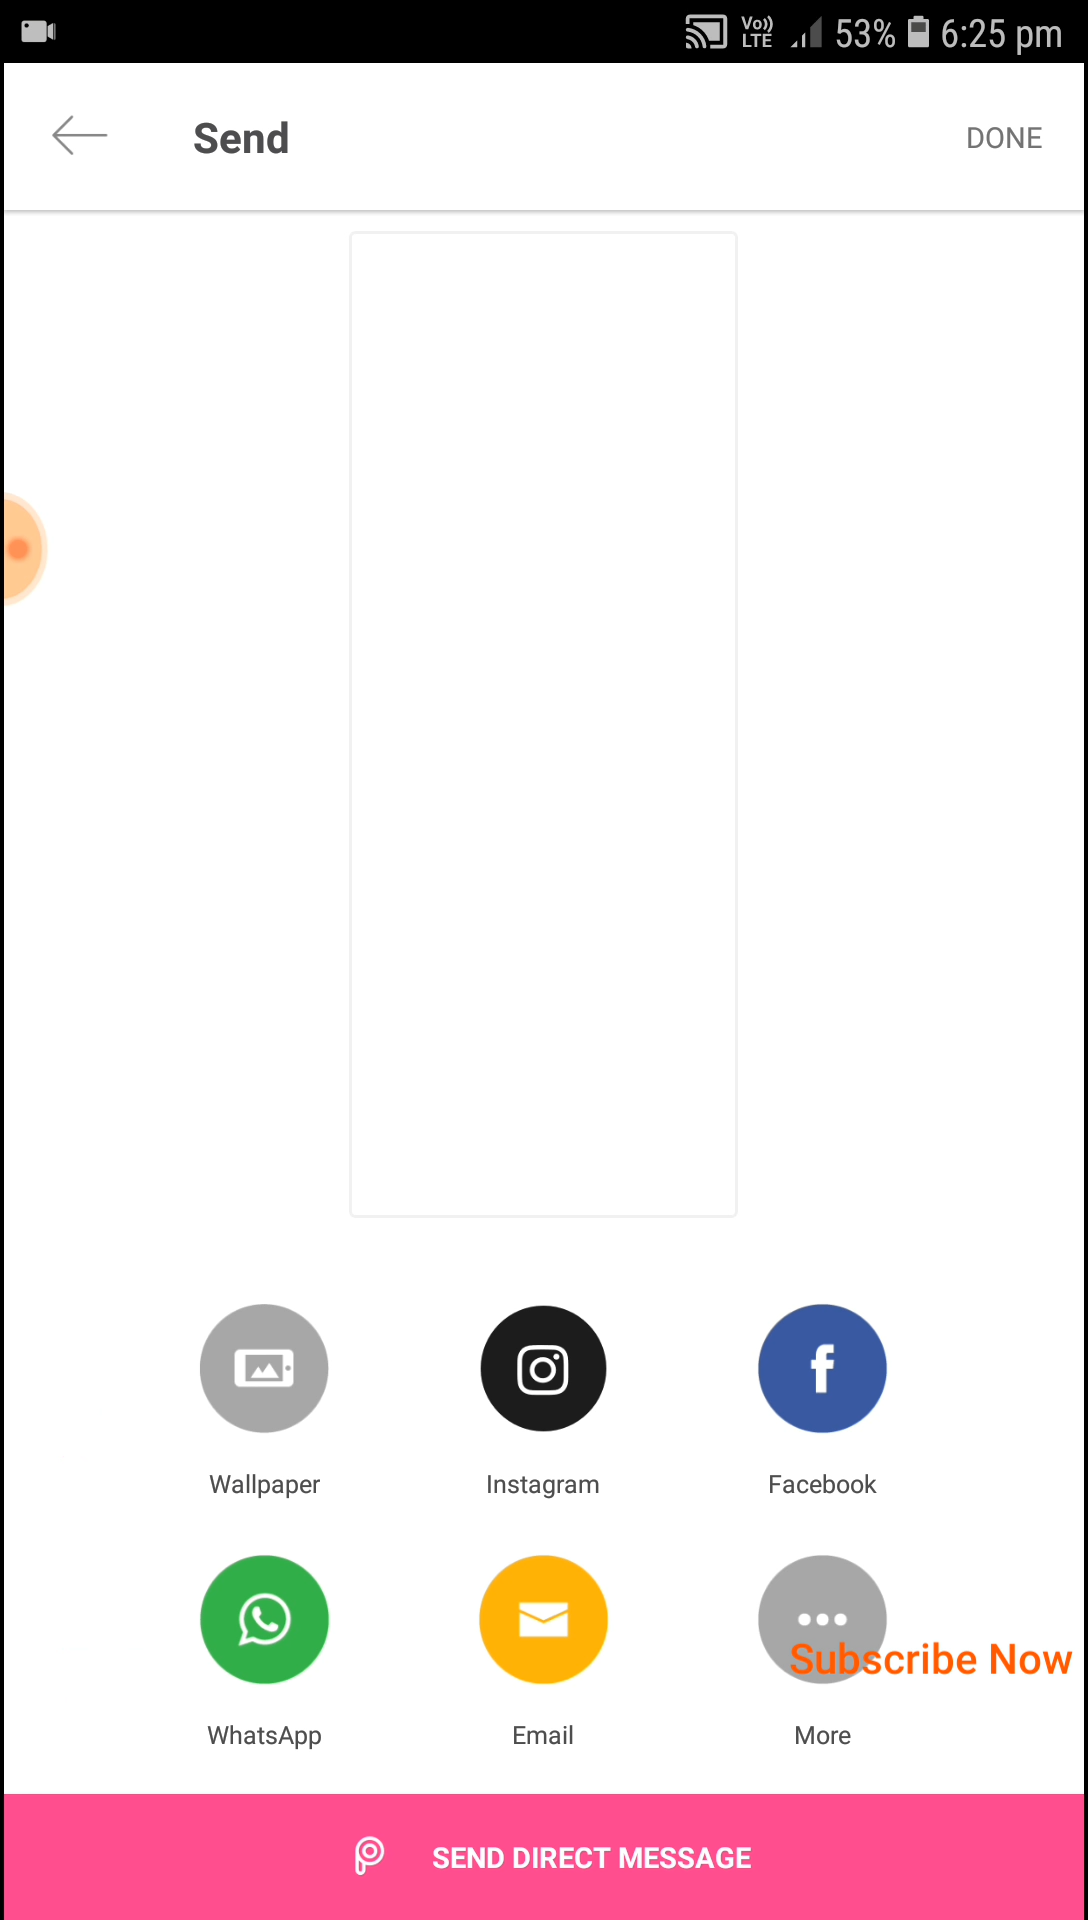 Vo)) LTE 53% 6:25 pm
Send
DONE
Wallpaper
Instagram
Facebook
WhatsApp
Email
More
Subscribe Now
SEND DIRECT MESSAGE